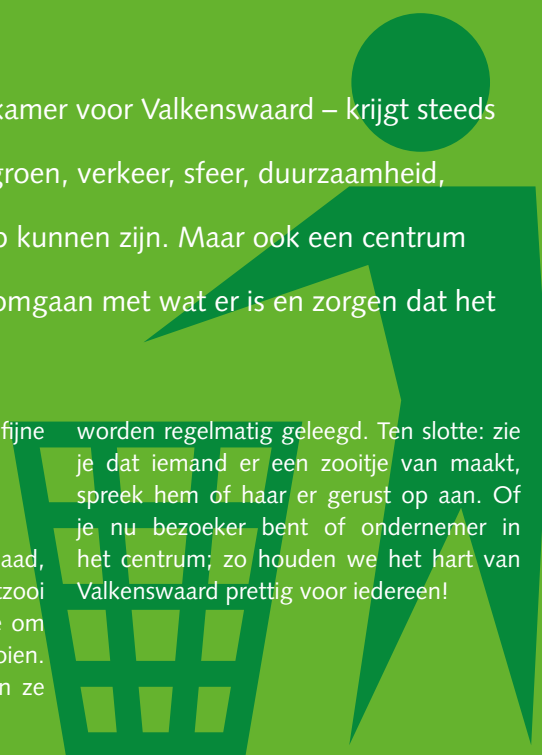 kamer voor Valkenswaard – krijgt steeds
groen, verkeer, sfeer, duurzaamheid,
kunnen zijn. Maar ook een centrum
omgaan met wat er is en zorgen dat het
fijne
aad,
tzooi
om
oien.
n ze
worden regelmatig geleegd. Ten slotte: zie
je dat iemand er een zooitje van maakt,
spreek hem of haar er gerust op aan. Of
je nu bezoeker bent of ondernemer in
het centrum; zo houden we het hart van
Valkenswaard prettig voor iedereen!